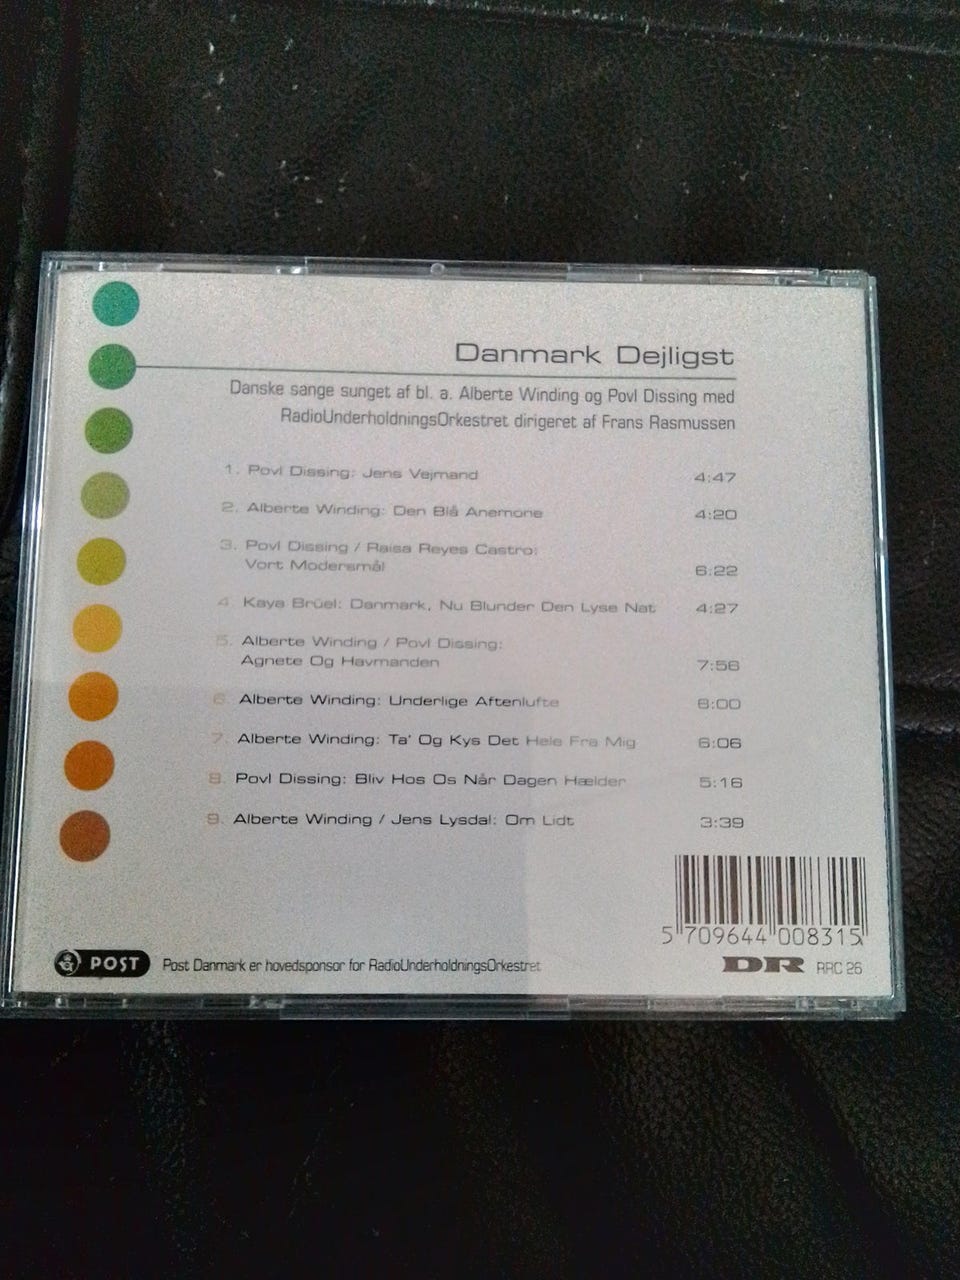 Danmark Dejligst
Danske sange sunget af bl. a. Alberte Winding og Povl Dissing med
RadioUnderholdningsOrkestret dirigeret af Frans Rasmussen
1. Povl Dissing: Jens Vejmand 4:47
2. Alberte Winding: Den Blå Anemone 4:20
3. Povl Dissing / Raisa Reyes Castro:
Vort Modersmål 6:22
4. Kaya Brüel: Danmark, Nu Blunder Den Lyse Nat 4:27
5. Alberte Winding / Povl Dissing:
Agnete Og Havmanden 7:56
6. Alberte Winding: Underlige Aftenlufte 6:00
7. Alberte Winding: Ta' Og Kys Det Hele Fra Mig 6:06
8. Povl Dissing: Bliv Hos Os Når Dagen Hælder 5:16
9. Alberte Winding / Jens Lysdal: Om Lidt 3:39
5 709644 008315
POST Post Danmark er hovedsponsor for RadioUnderholdningsOrkestret DR RRC 26